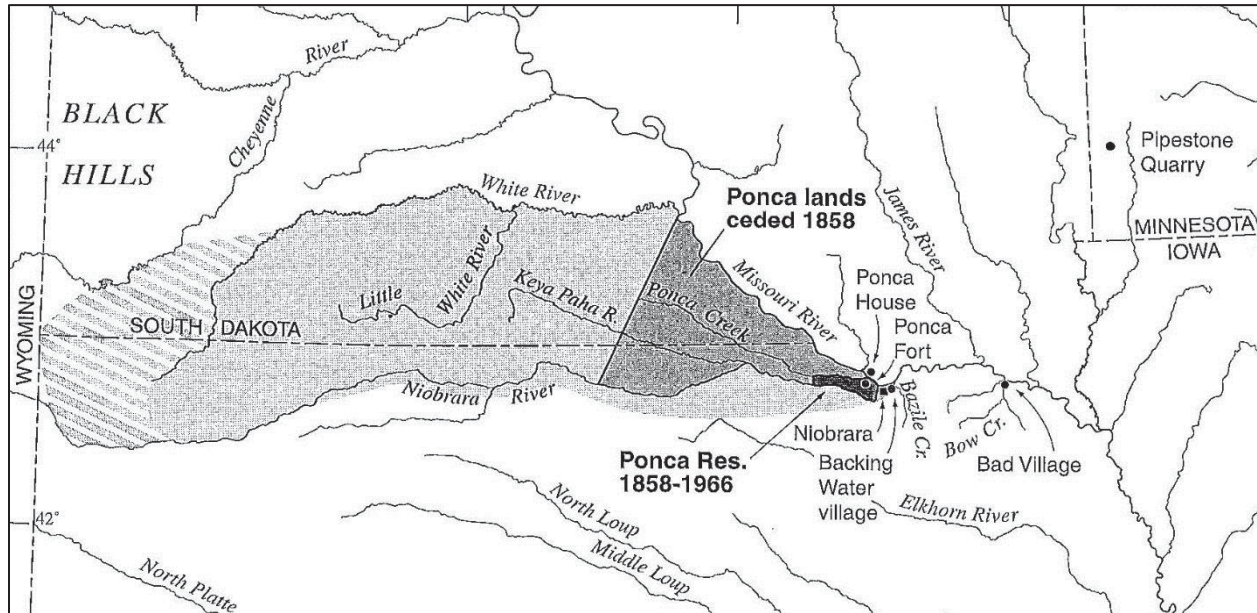 BLACK
HILLS
Cheyenne
River
44°
White River
Ponca lands
ceded 1858
James River
Pipestone
Quarry
MINNESOTA
IOWA
Little
White River
Keya Paha R.
Ponca Creek
Missouri River
Ponca
House
Ponca
Fort
WYOMING
SOUTH DAKOTA
Niobrara River
Niobrara
Bazile Cr.
Bow Cr.
Bad Village
Backing
Water
village
Ponca Res.
1858-1966
Elkhorn River
42°
North Loup
Middle Loup
North Platte